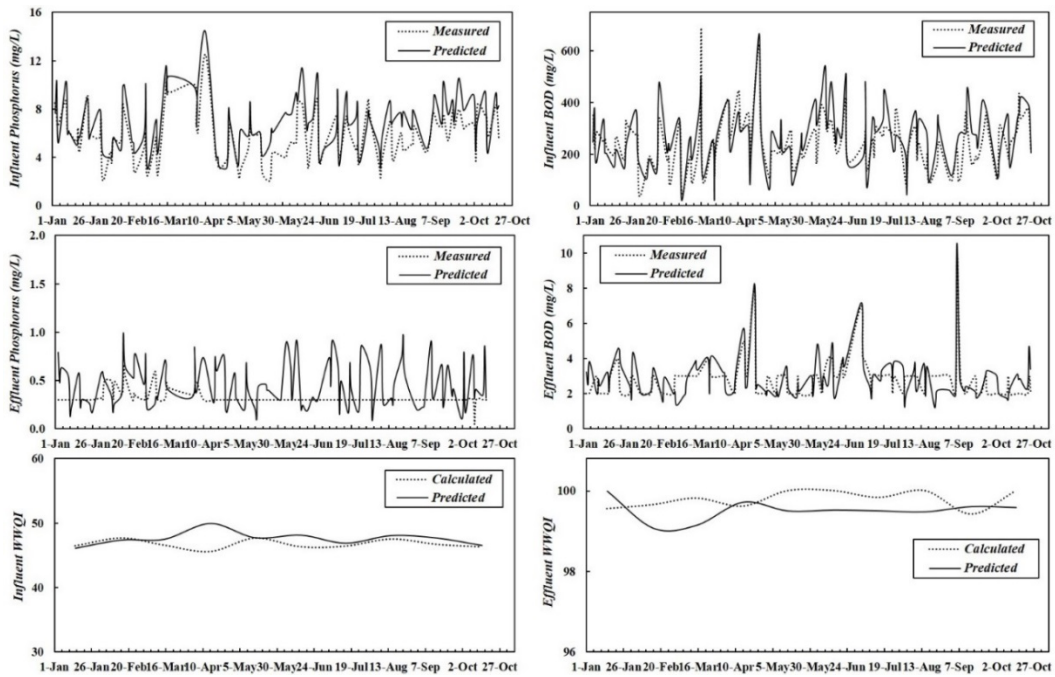 Influent Phosphorus (mg/L)
16
12
8
4
0
Measured
Predicted
1-Jan 26-Jan 20-Feb 16-Mar 10-Apr 5-May 30-May 24-Jun 19-Jul 13-Aug 7-Sep 2-Oct 27-Oct
Influent BOD (mg/L)
600
400
200
0
Measured
Predicted
1-Jan 26-Jan 20-Feb 16-Mar 10-Apr 5-May 30-May 24-Jun 19-Jul 13-Aug 7-Sep 2-Oct 27-Oct
Effluent Phosphorus (mg/L)
2.0
1.5
1.0
0.5
0.0
Measured
Predicted
1-Jan 26-Jan 20-Feb 16-Mar 10-Apr 5-May 30-May 24-Jun 19-Jul 13-Aug 7-Sep 2-Oct 27-Oct
Effluent BOD (mg/L)
10
8
6
4
2
0
Measured
Predicted
1-Jan 26-Jan 20-Feb 16-Mar 10-Apr 5-May 30-May 24-Jun 19-Jul 13-Aug 7-Sep 2-Oct 27-Oct
Influent WWQI
60
50
40
30
Calculated
Predicted
1-Jan 26-Jan 20-Feb 16-Mar 10-Apr 5-May 30-May 24-Jun 19-Jul 13-Aug 7-Sep 2-Oct 27-Oct
Effluent WWQI
100
98
96
Calculated
Predicted
1-Jan 26-Jan 20-Feb 16-Mar 10-Apr 5-May 30-May 24-Jun 19-Jul 13-Aug 7-Sep 2-Oct 27-Oct